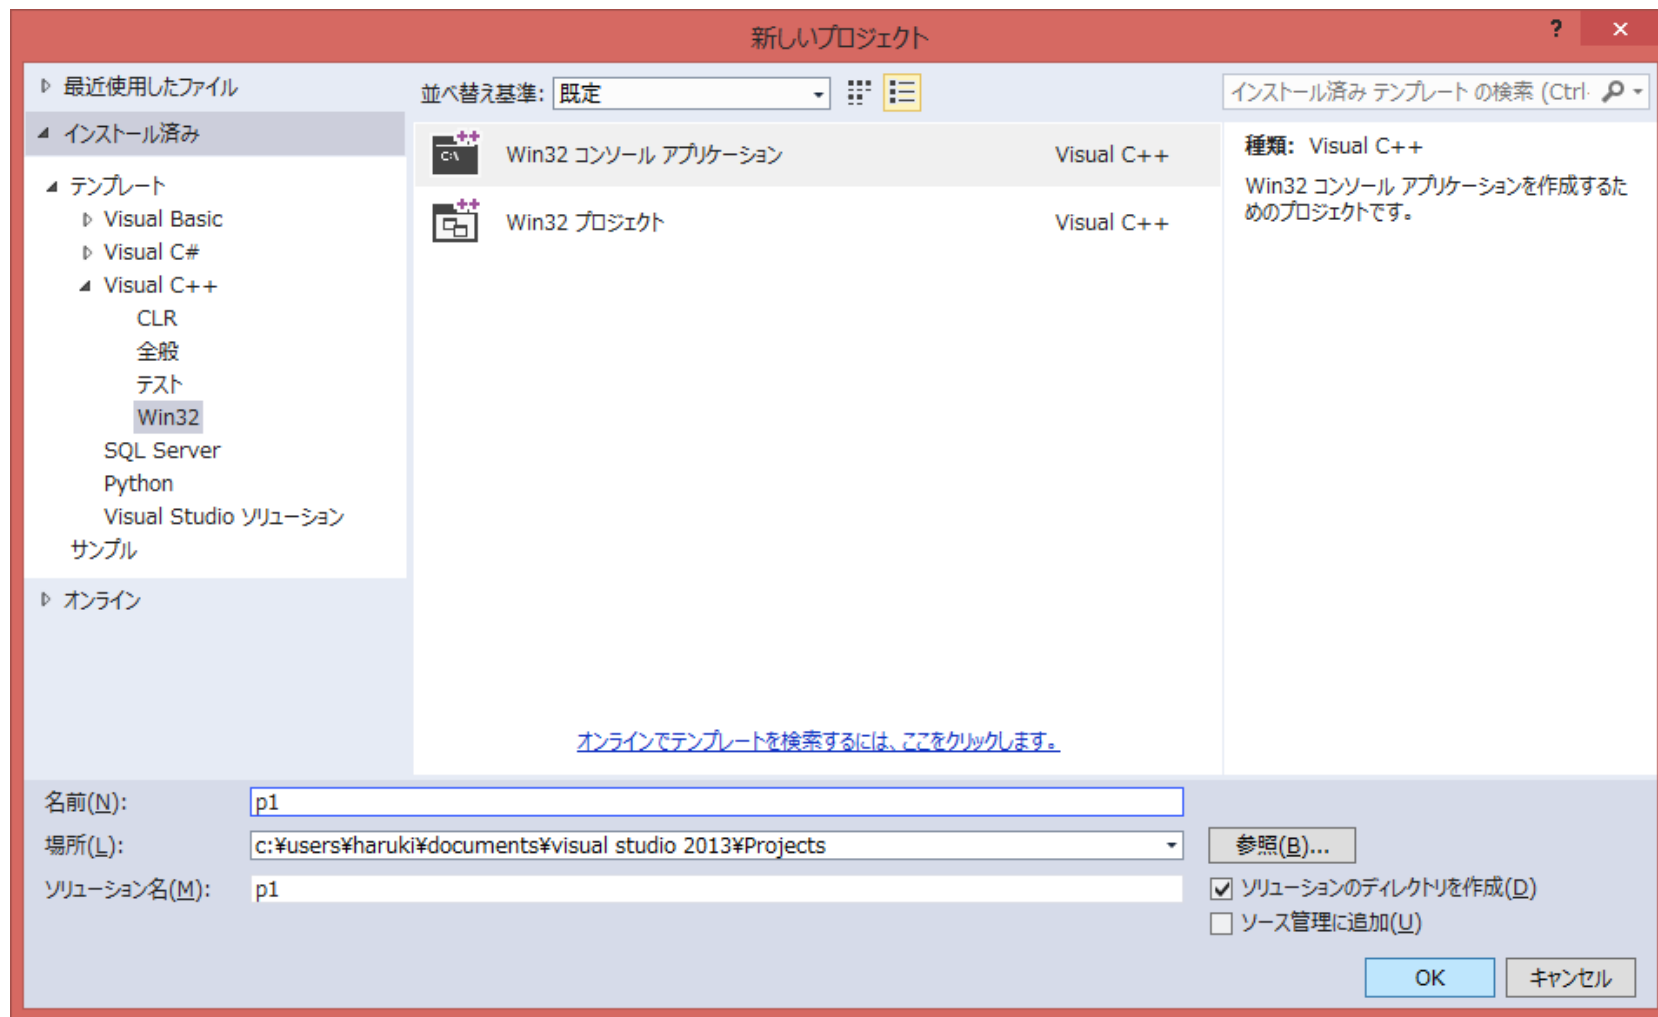 新しいプロジェクト
?
最近使用したファイル
インストール済み
テンプレート
Visual Basic
Visual C#
Visual C++
CLR
全般
テスト
Win32
SQL Server
Python
Visual Studio ソリューション
サンプル
オンライン
並べ替え基準: 既定
Win32 コンソール アプリケーション Visual C++
Win32 プロジェクト Visual C++
オンラインでテンプレートを検索するには、ここをクリックします。
インストール済み テンプレート の検索 (Ctrl-
種類: Visual C++
Win32 コンソール アプリケーションを作成するた
めのプロジェクトです。
名前(N): p1
場所(L): c:¥users¥haruki¥documents¥visual studio 2013¥Projects 参照(B)...
ソリューション名(M): p1
ソリューションのディレクトリを作成(D)
ソース管理に追加(U)
OK キャンセル